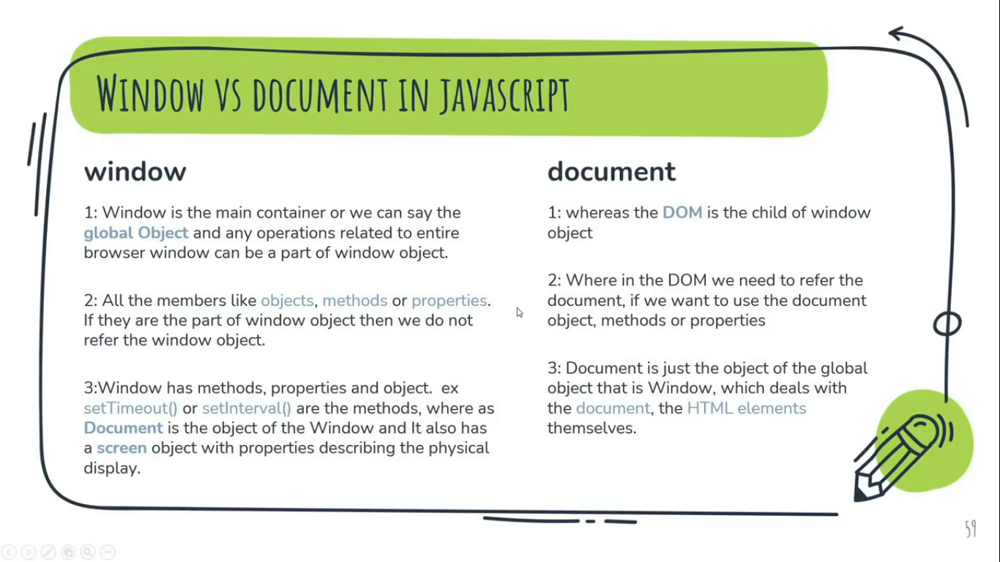 Window vs document in javascript
window
1: Window is the main container or we can say the
global Object and any operations related to entire
browser window can be a part of window object.
2: All the members like objects, methods or properties.
If they are the part of window object then we do not
refer the window object.
3:Window has methods, properties and object. ex
setTimeout() or setInterval() are the methods, where as
Document is the object of the Window and It also has
a screen object with properties describing the physical
display.
document
1: whereas the DOM is the child of window
object
2: Where in the DOM we need to refer the
document, if we want to use the document
object, methods or properties
3: Document is just the object of the global
object that is Window, which deals with
the document, the HTML elements
themselves.
59